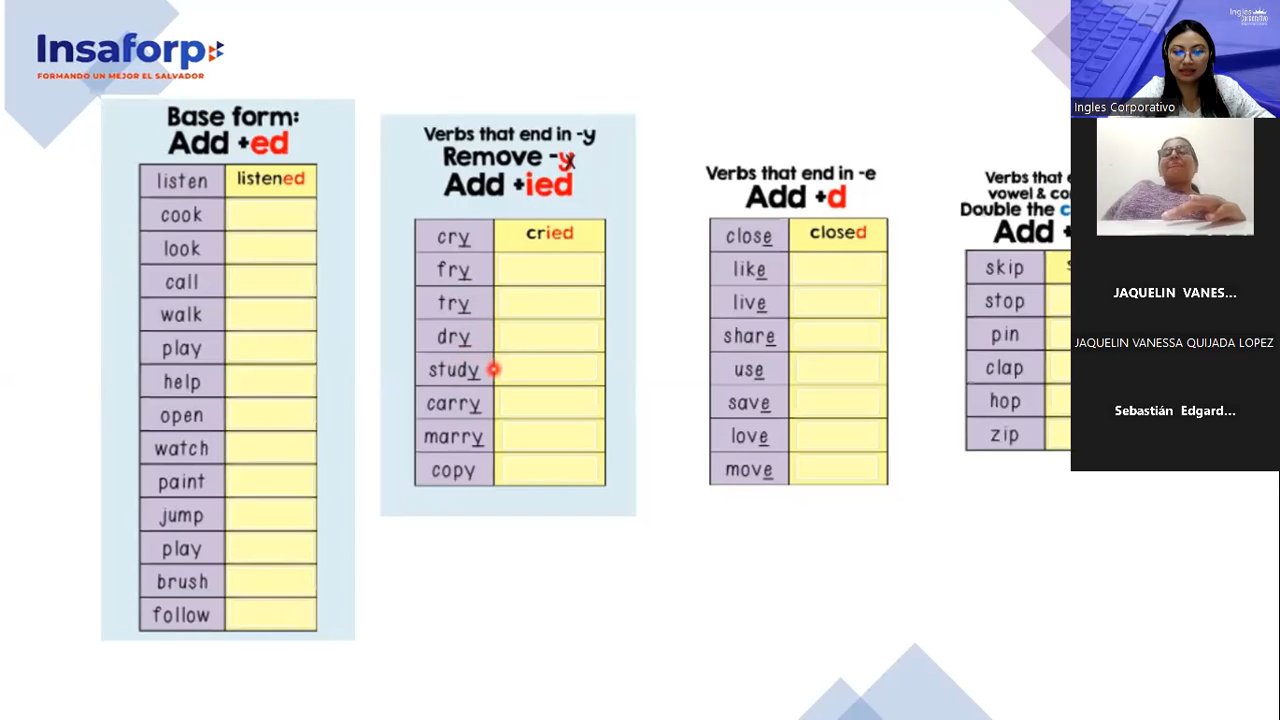 Insaforp
FORMANDO UN MEJOR EL SALVADOR
Base form:
Add +ed
listen listened
cook
look
call
walk
play
help
open
watch
paint
jump
play
brush
follow
Verbs that end in -y
Remove -y
Add +ied
cry cried
fry
try
dry
study
carry
marry
copy
Verbs that end in -e
Add +d
close closed
like
live
share
use
save
love
move
Verbs that e
vowel & co
Double the c
Add +
skip s
stop
pin
clap
hop
zip
Ingles
Ingles Corporativo
JAQUELIN VANES...
JAQUELIN VANESSA QUIJADA LOPEZ
Sebastián Edgard...